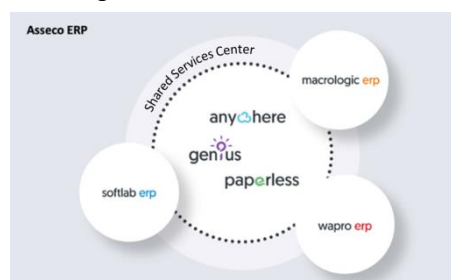 Asseco ERP
Shared Services Center
macrologic erp
anywhere
genius
paperless
softlab erp
wapro erp